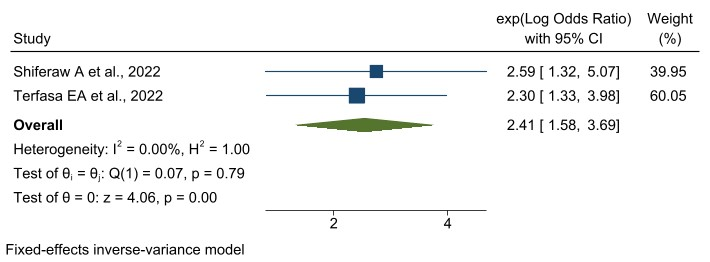 exp(Log Odds Ratio) Weight
Study with 95% CI (%)
Shiferaw A et al., 2022 2.59 [ 1.32, 5.07] 39.95
Terfasa EA et al., 2022 2.30 [ 1.33, 3.98] 60.05
Overall 2.41 [ 1.58, 3.69]
Heterogeneity: I² = 0.00%, H² = 1.00
Test of θᵢ = θⱼ: Q(1) = 0.07, p = 0.79
Test of θ = 0: z = 4.06, p = 0.00
2 4
Fixed-effects inverse-variance model